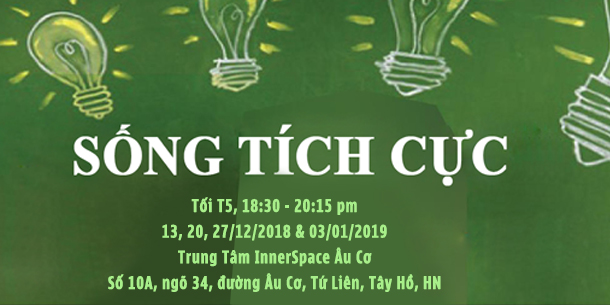 SỐNG TÍCH CỰC
Tối T5, 18:30 - 20:15 pm
13, 20, 27/12/2018 & 03/01/2019
Trung Tâm InnerSpace Âu Cơ
Số 10A, ngõ 34, đường Âu Cơ, Tứ Liên, Tây Hồ, HN